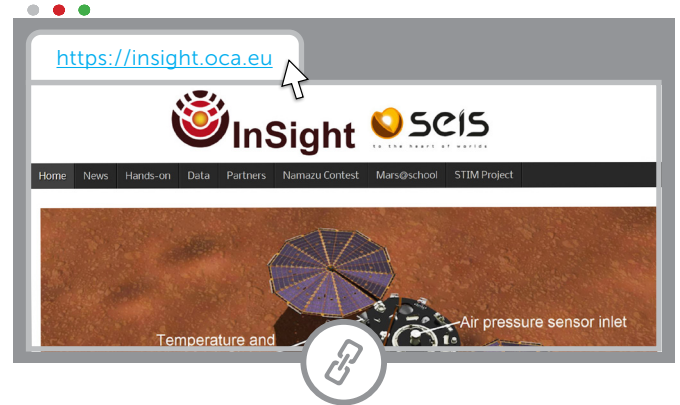 https://insight.oca.eu
InSight seis
to the heart of worlds
Home News Hands-on Data Partners Namazu Contest Mars@school STIM Project
Air pressure sensor inlet
Temperature and